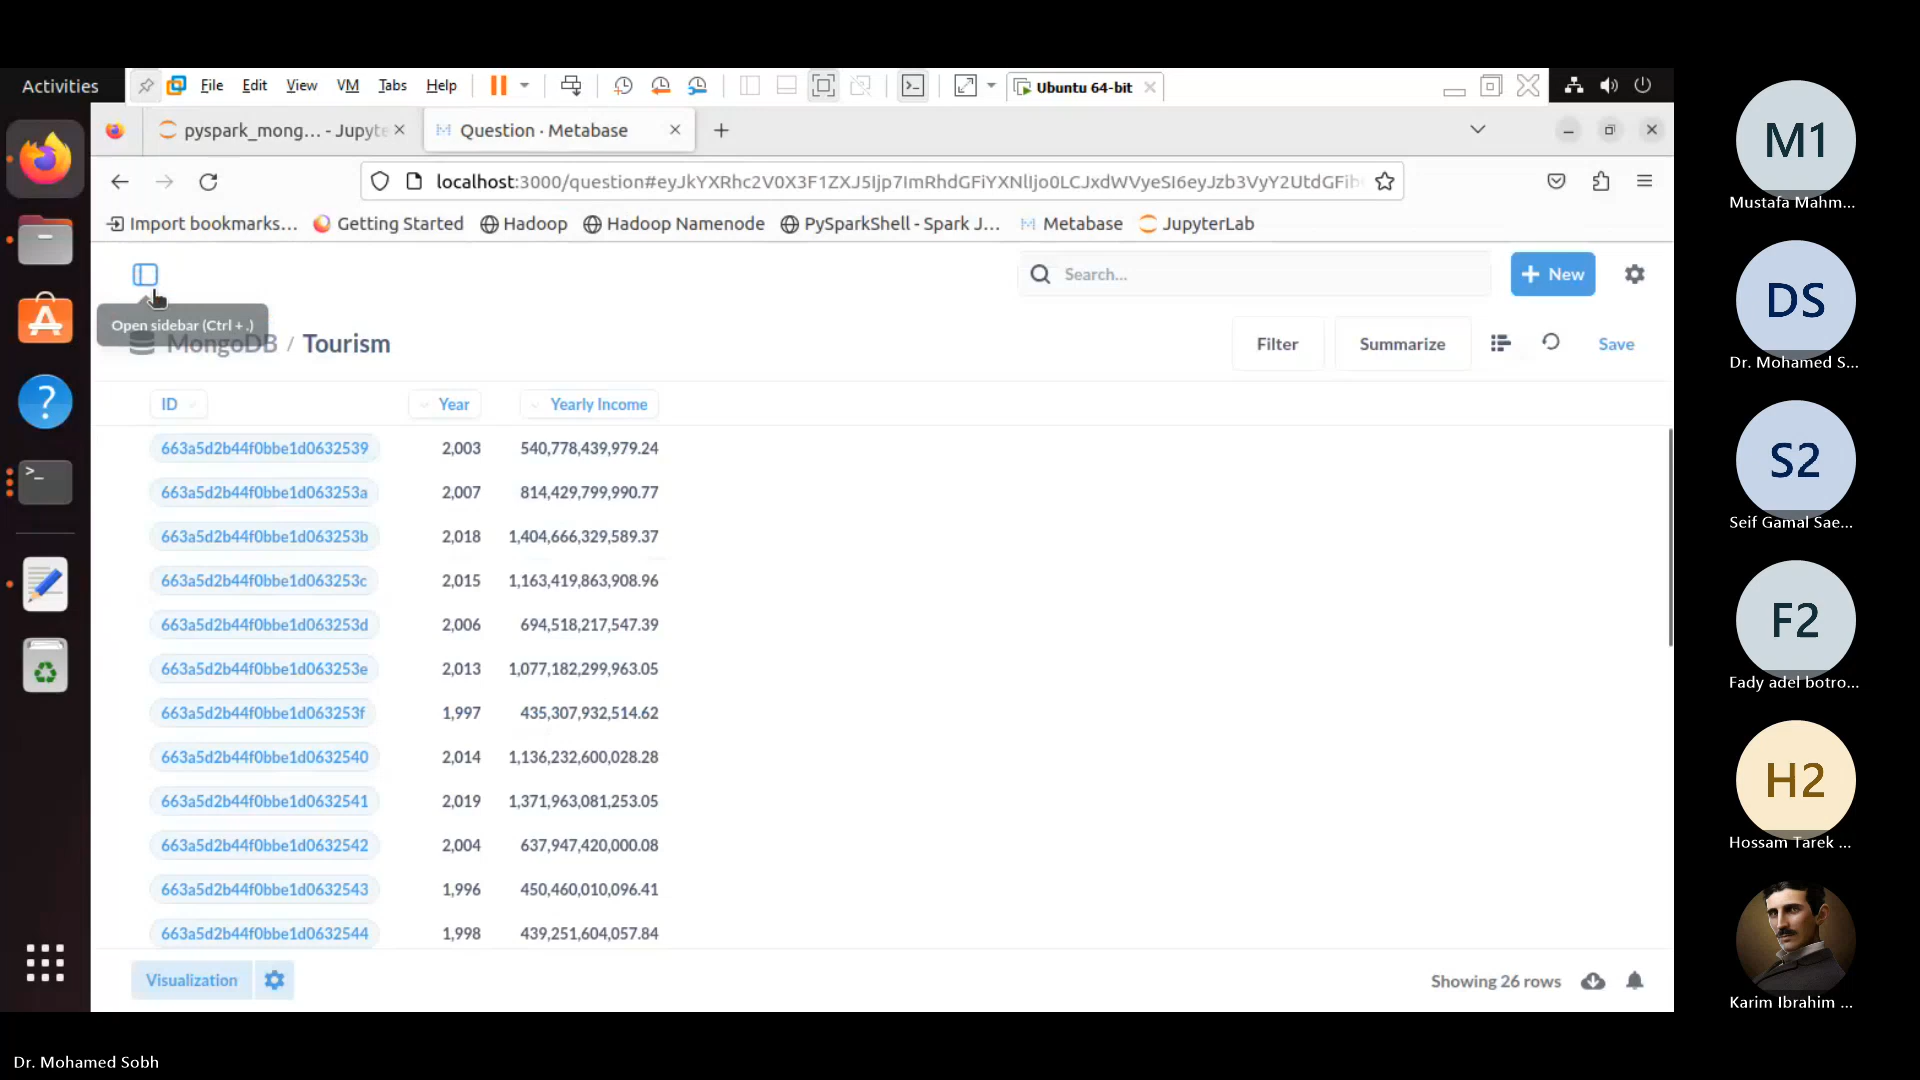 Activities
File Edit View VM Tabs Help
Ubuntu 64-bit
pyspark_mong... - Jupyte
Question · Metabase
localhost:3000/question#eyJkYXRhc2V0X3F1ZXJ5Ijp7ImRhdGFiYXNlIjo0LCJxdWVyeSI6eyJzb3VyY2UtdGFib
Import bookmarks... Getting Started Hadoop Hadoop Namenode PySparkShell - Spark J... Metabase JupyterLab
Search...
+ New
Open sidebar (Ctrl + .)
MongoDB / Tourism
Filter Summarize Save
ID Year Yearly Income
663a5d2b44f0bbe1d0632539 2,003 540,778,439,979.24
663a5d2b44f0bbe1d063253a 2,007 814,429,799,990.77
663a5d2b44f0bbe1d063253b 2,018 1,404,666,329,589.37
663a5d2b44f0bbe1d063253c 2,015 1,163,419,863,908.96
663a5d2b44f0bbe1d063253d 2,006 694,518,217,547.39
663a5d2b44f0bbe1d063253e 2,013 1,077,182,299,963.05
663a5d2b44f0bbe1d063253f 1,997 435,307,932,514.62
663a5d2b44f0bbe1d0632540 2,014 1,136,232,600,028.28
663a5d2b44f0bbe1d0632541 2,019 1,371,963,081,253.05
663a5d2b44f0bbe1d0632542 2,004 637,947,420,000.08
663a5d2b44f0bbe1d0632543 1,996 450,460,010,096.41
663a5d2b44f0bbe1d0632544 1,998 439,251,604,057.84
Visualization
Showing 26 rows
M1
Mustafa Mahm...
DS
Dr. Mohamed S...
S2
Seif Gamal Sae...
F2
Fady adel botro...
H2
Hossam Tarek ...
Karim Ibrahim ...
Dr. Mohamed Sobh